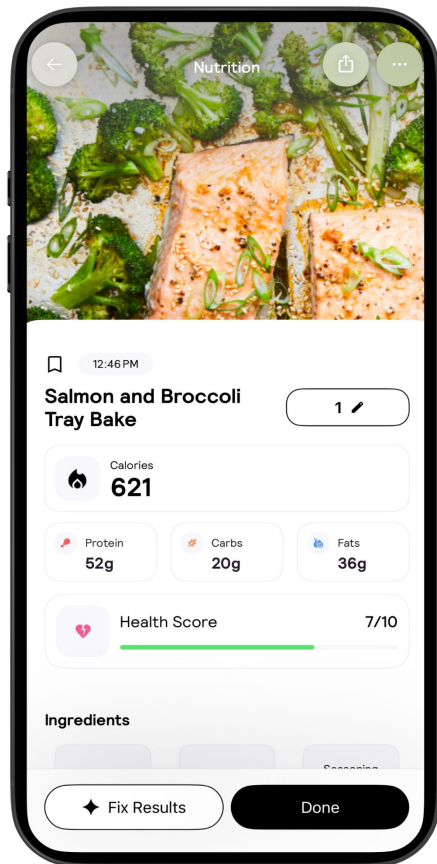 Nutrition
12:46 PM
Salmon and Broccoli
Tray Bake
1
Calories
621
Protein
52g
Carbs
20g
Fats
36g
Health Score
7/10
Ingredients
Seasoning
Fix Results
Done